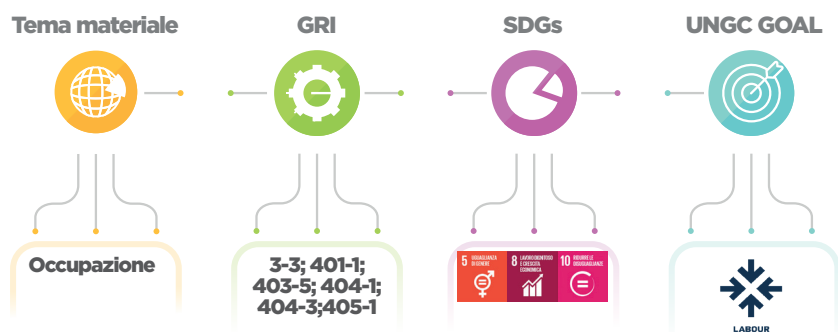 Tema materiale
GRI
SDGs
UNGC GOAL
Occupazione
3-3; 401-1;
403-5; 404-1;
404-3;405-1
5 UGUAGLIANZA
DI GENERE
8 LAVORO DIGNITOSO
E CRESCITA
ECONOMICA
10 RIDURRE LE
DISUGUAGLIANZE
LABOUR